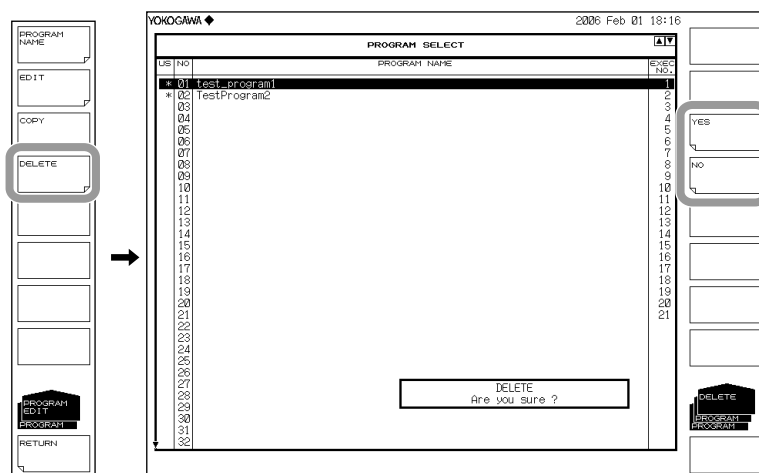 PROGRAM
NAME
EDIT
COPY
DELETE
PROGRAM
EDIT
PROGRAM
RETURN
YOKOGAWA ◆ 2006 Feb 01 18:16
PROGRAM SELECT
US NO PROGRAM NAME EXEC NO.
* 01 test_program1 1
* 02 TestProgram2 2
03 3
04 4
05 5
06 6
07 7
08 8
09 9
10 10
11 11
12 12
13 13
14 14
15 15
16 16
17 17
18 18
19 19
20 20
21 21
22
23
24
25
26
27
28
29
30
31
32
DELETE
Are you sure ?
YES
NO
DELETE
PROGRAM
PROGRAM